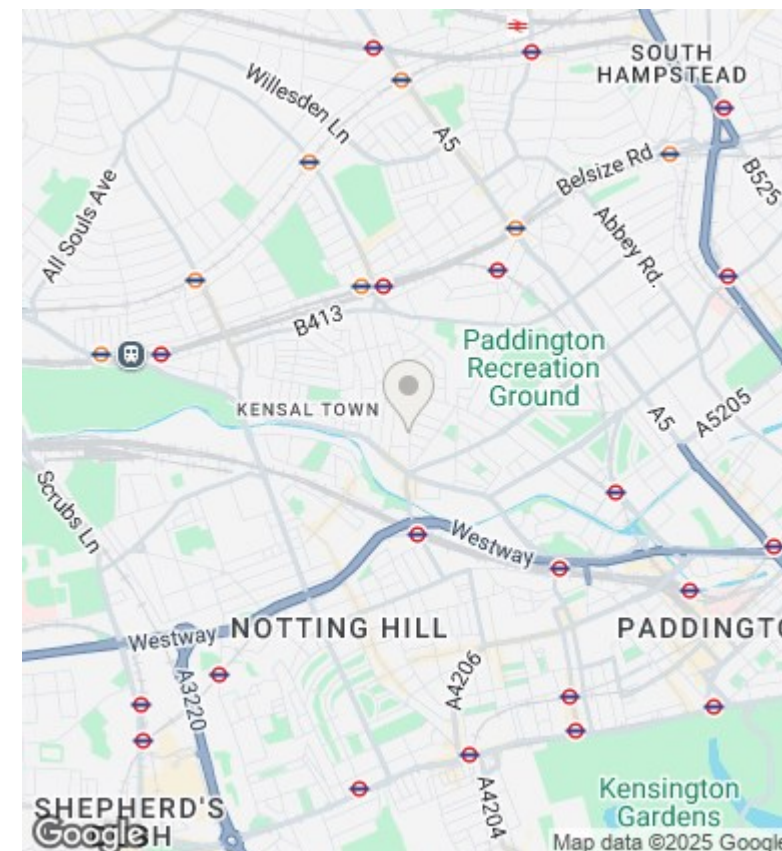 SOUTH
HAMPSTEAD
Willesden Ln
A5
Belsize Rd
B525
All Souls Ave
Abbey Rd.
B413
Paddington
Recreation
Ground
KENSAL TOWN
A5
A5205
Scrubs Ln
Westway
Westway
NOTTING HILL
PADDINGTO
A3220
A4206
SHEPHERD'S
BUSH
A4204
Kensington
Gardens
Google
Map data ©2025 Google